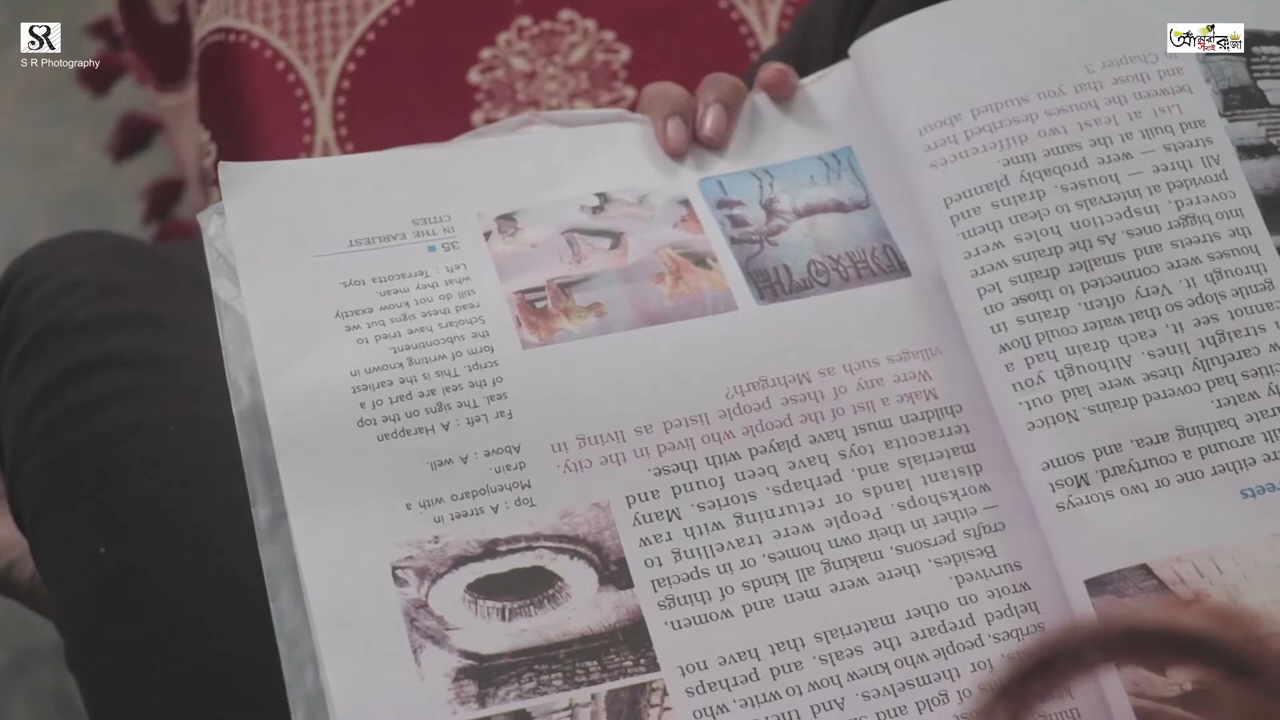 S R Photography
SR
either one or two storeys
around a courtyard. Most
bathing area, and some
water.
cities had covered drains. Notice
carefully these were laid out,
straight lines. Although you
see it, each drain had a
gentle slope so that water could flow
through it. Very often, drains in
houses were connected to those on
the streets and smaller drains led
into bigger ones. As the drains were
covered, inspection holes were
provided at intervals to clean them.
All three — houses, drains and
streets — were probably planned
and built at the same time.
List at least two differences
between the houses described here
and those that you studied about
in Chapter 3
of gold and
for themselves. And
scribes, people who knew how to write, who
helped prepare the seals, and perhaps
wrote on other materials that have not
survived.
Besides, there were men and women,
crafts persons, making all kinds of things
— either in their own homes, or in special
workshops. People were travelling to
distant lands or returning with raw
materials and, perhaps, stories. Many
terracotta toys have been found and
children must have played with these.
Make a list of the people who lived in the city.
Were any of these people listed as living in
villages such as Mehrgarh?
Top : A street in
Mohenjodaro with a
drain.
Above : A well.
Far Left : A Harappan
seal. The signs on the top
of the seal are part of a
script. This is the earliest
form of writing known in
the subcontinent.
Scholars have tried to
read these signs but we
still do not know exactly
what they mean.
Left : Terracotta toys.
35
IN THE EARLIEST
CITIES